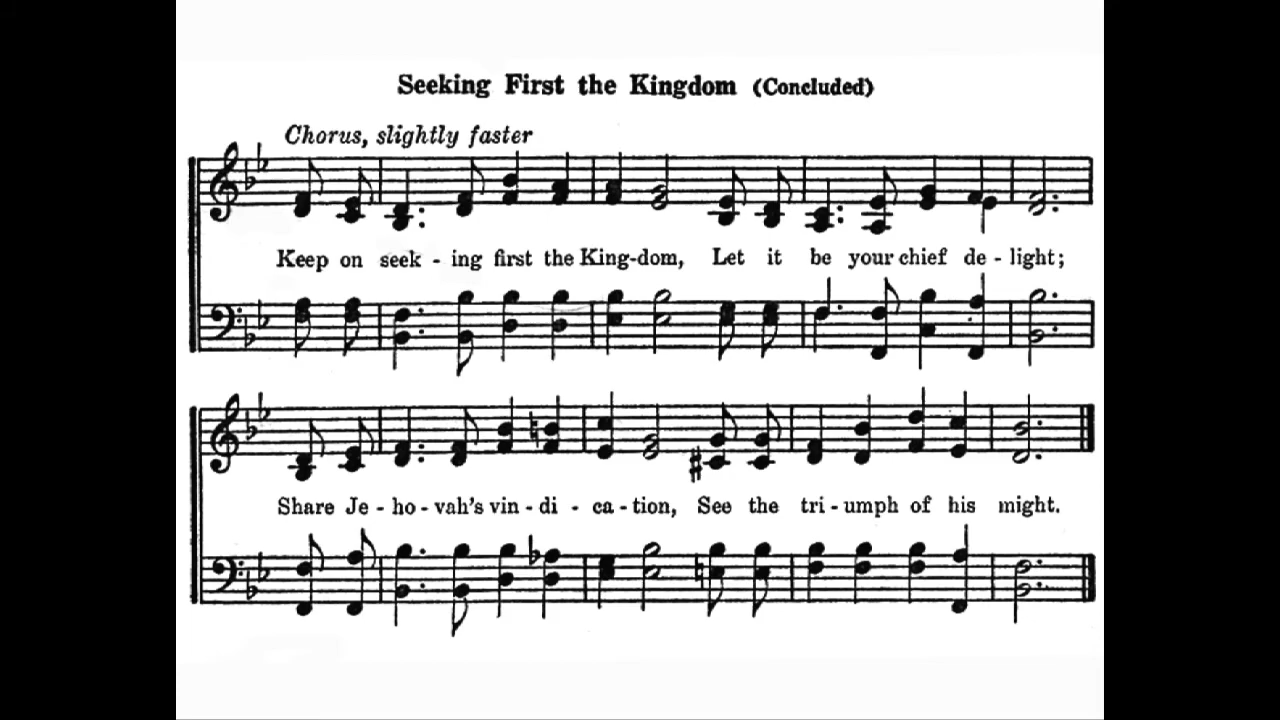 Seeking First the Kingdom (Concluded)
Chorus, slightly faster
Keep on seek - ing first the King-dom, Let it be your chief de - light;
Share Je - ho - vah's vin - di - ca - tion, See the tri - umph of his might.